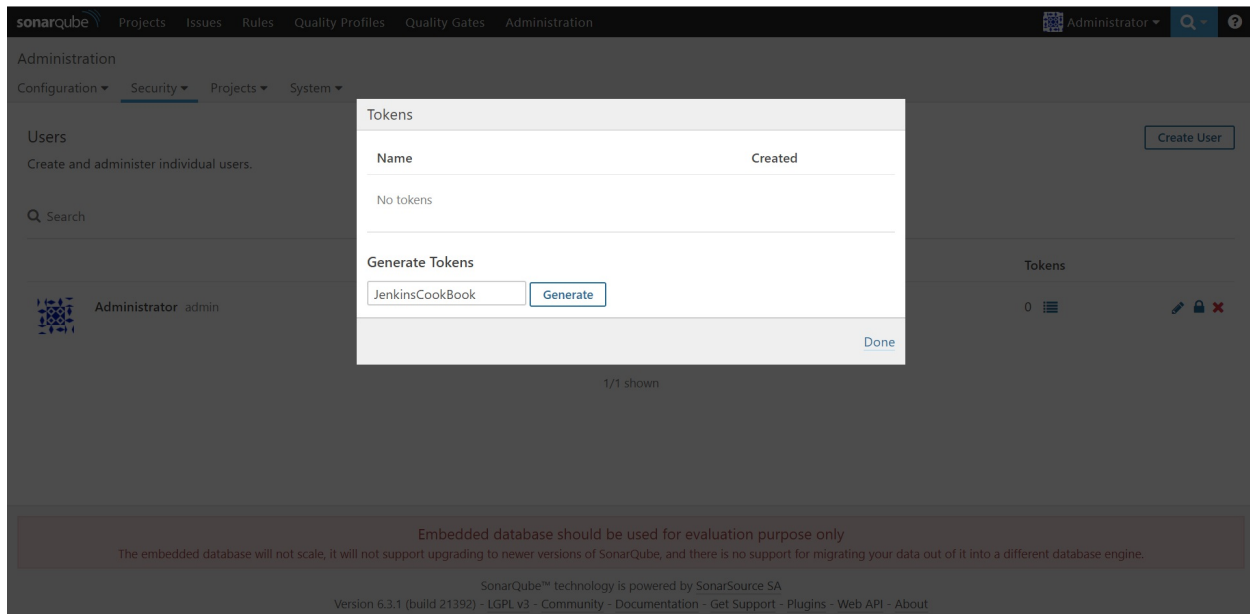 sonarqube Projects Issues Rules Quality Profiles Quality Gates Administration Administrator
Administration
Configuration Security Projects System
Tokens
Name Created
No tokens
Generate Tokens
JenkinsCookBook Generate
Done
Users
Create User
Create and administer individual users.
Search
Tokens
Administrator admin 0
1/1 shown
Embedded database should be used for evaluation purpose only
The embedded database will not scale, it will not support upgrading to newer versions of SonarQube, and there is no support for migrating your data out of it into a different database engine.
SonarQube™ technology is powered by SonarSource SA
Version 6.3.1 (build 21392) - LGPL v3 - Community - Documentation - Get Support - Plugins - Web API - About